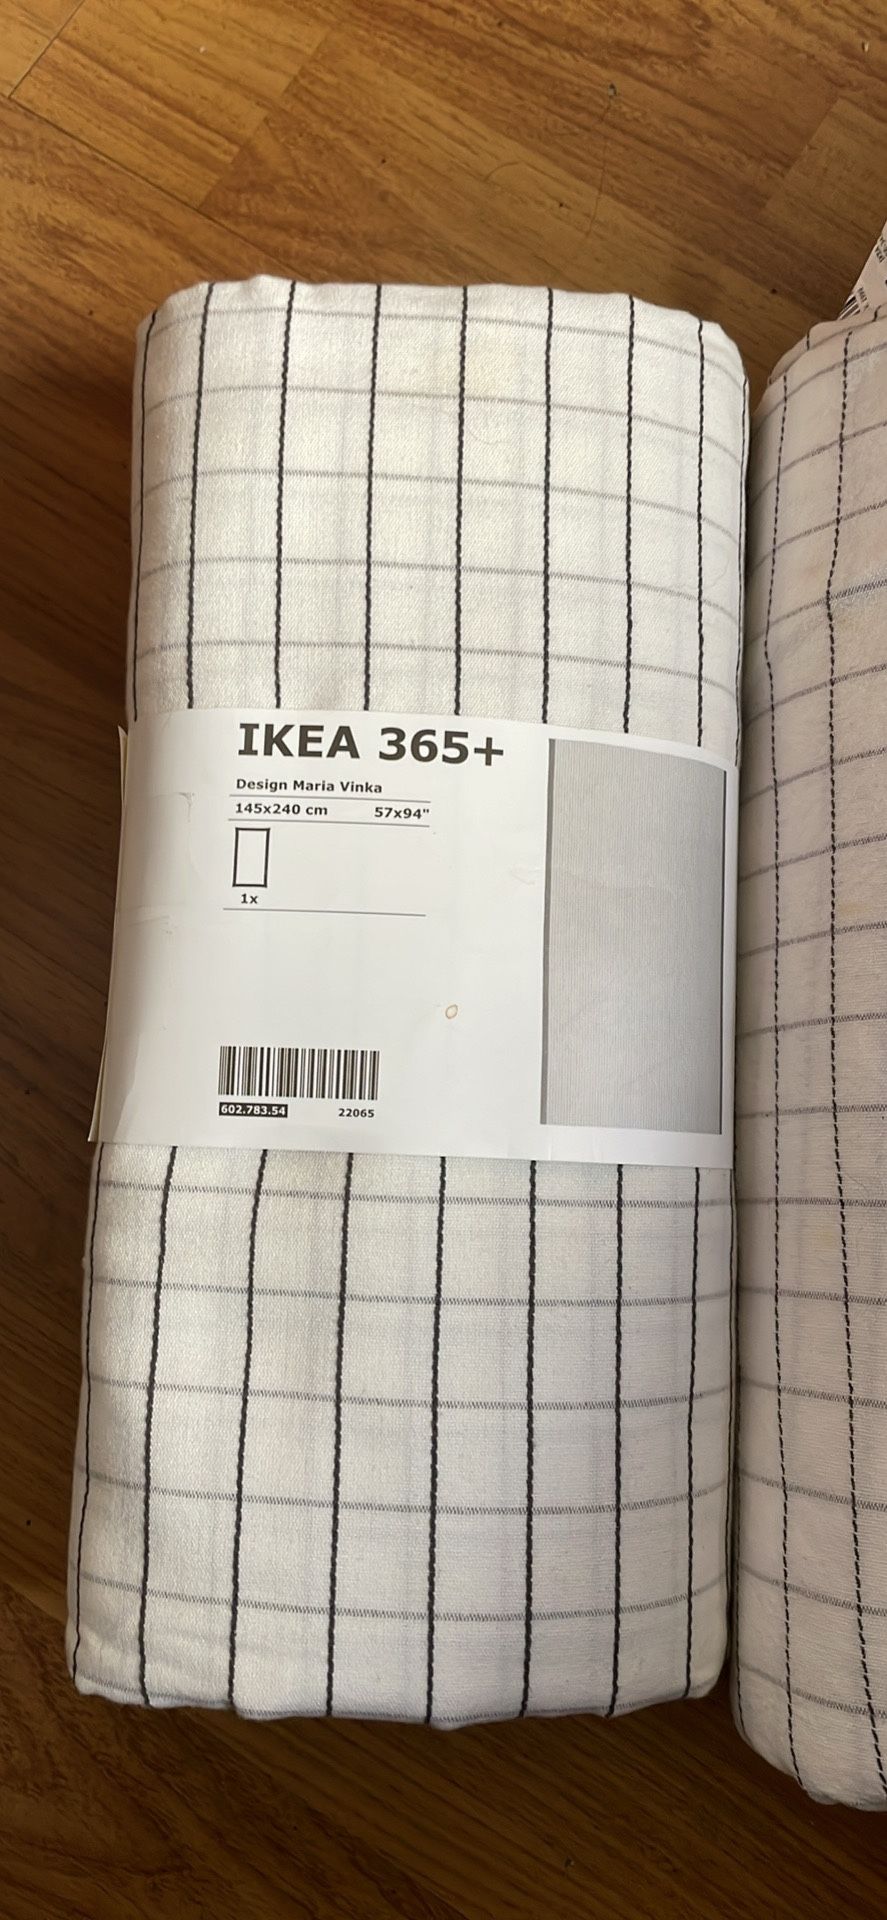 IKEA 365+
Design Maria Vinka
145x240 cm 57x94"
1x
602.783.54 22065